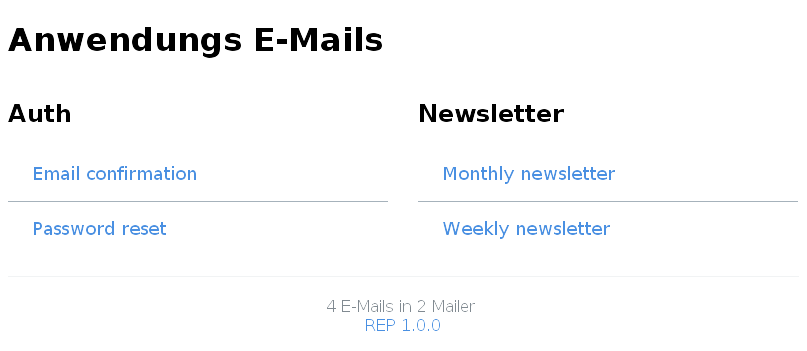 Anwendungs E-Mails
Auth
Email confirmation
Password reset
Newsletter
Monthly newsletter
Weekly newsletter
4 E-Mails in 2 Mailer
REP 1.0.0